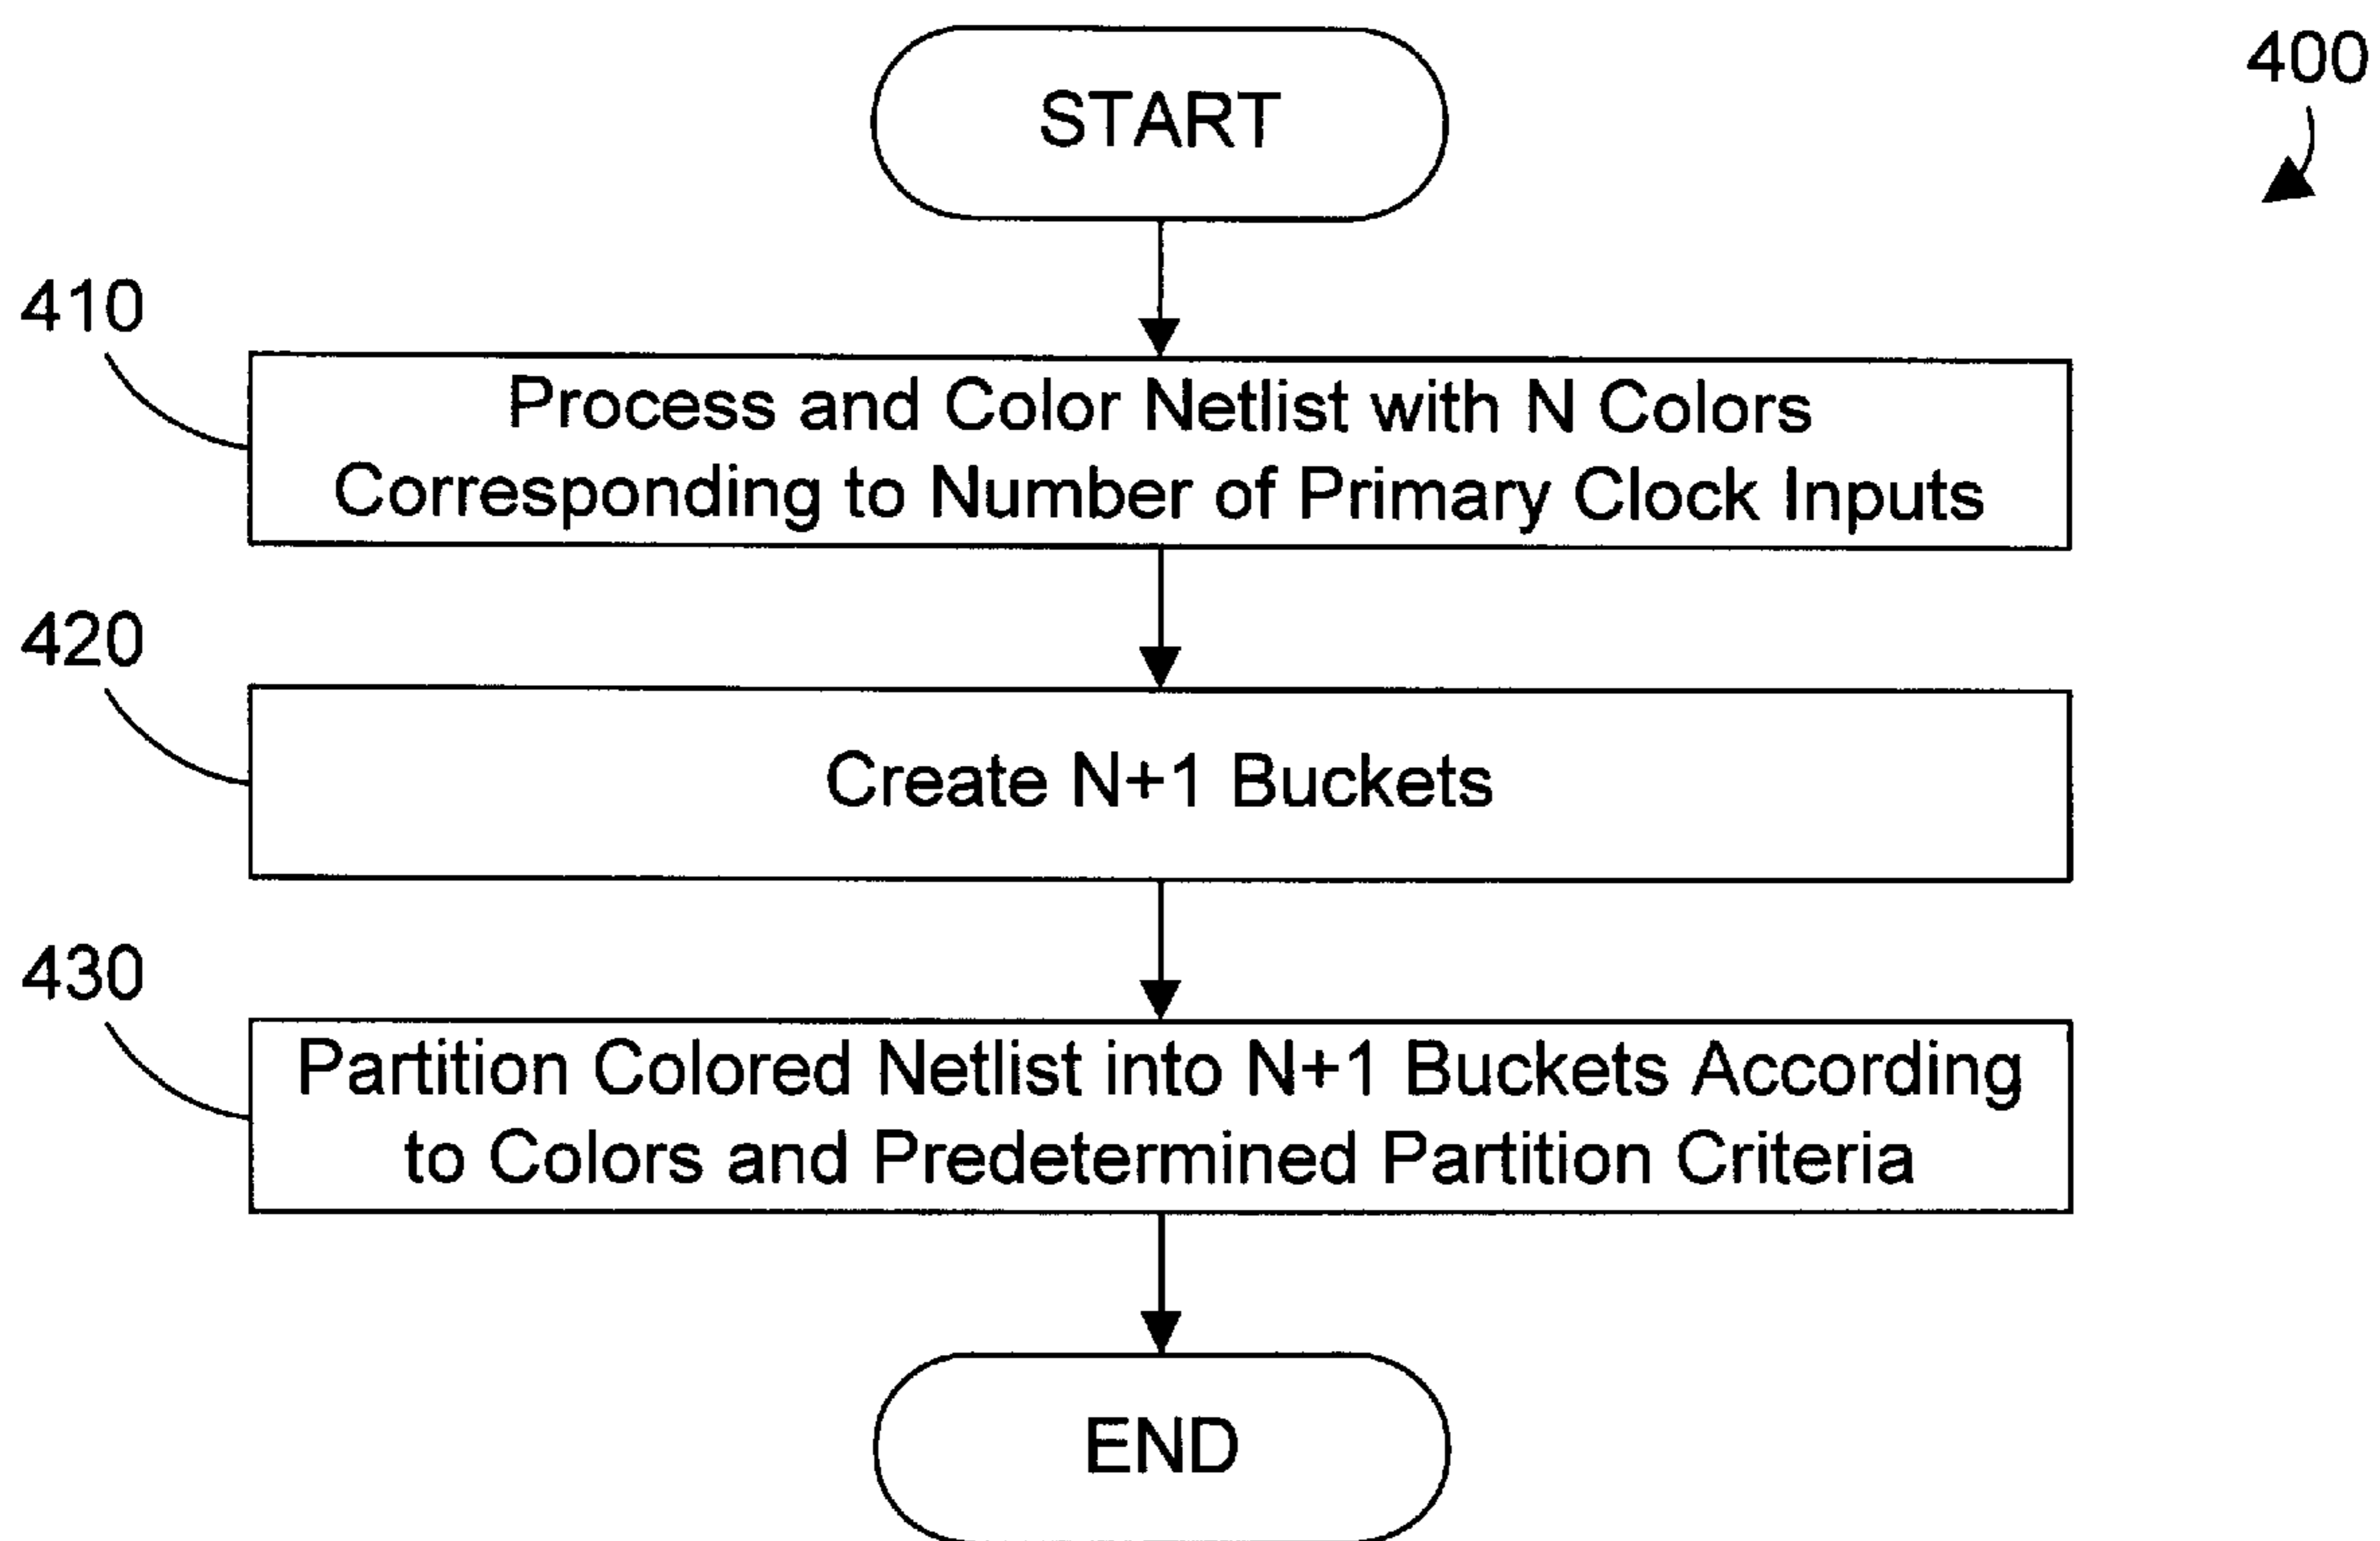 START
400
410
Process and Color Netlist with N Colors
Corresponding to Number of Primary Clock Inputs
420
Create N+1 Buckets
430
Partition Colored Netlist into N+1 Buckets According
to Colors and Predetermined Partition Criteria
END